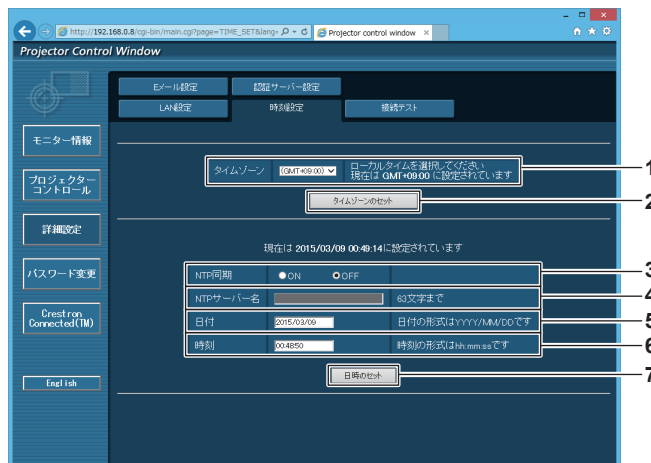 http://192.168.0.8/cgi-bin/main.cgi?page=TIME_SET&lang=
Projector control window
Projector Control Window
Eメール設定 認証サーバー設定
LAN設定 時刻設定 接続テスト
モニター情報
プロジェクター
コントロール
詳細設定
パスワード変更
Crestron
Connected(TM)
English
タイムゾーン (GMT+09:00) ローカルタイムを選択してください
現在は GMT+09:00 に設定されています
1
タイムゾーンのセット
2
現在は 2015/03/09 00:49:14に設定されています
NTP同期 ON OFF
3
NTPサーバー名 63文字まで
4
日付 2015/03/09 日付の形式はYYYY/MM/DDです
5
時刻 00:48:50 時刻の形式はhh:mm:ssです
6
日時のセット
7